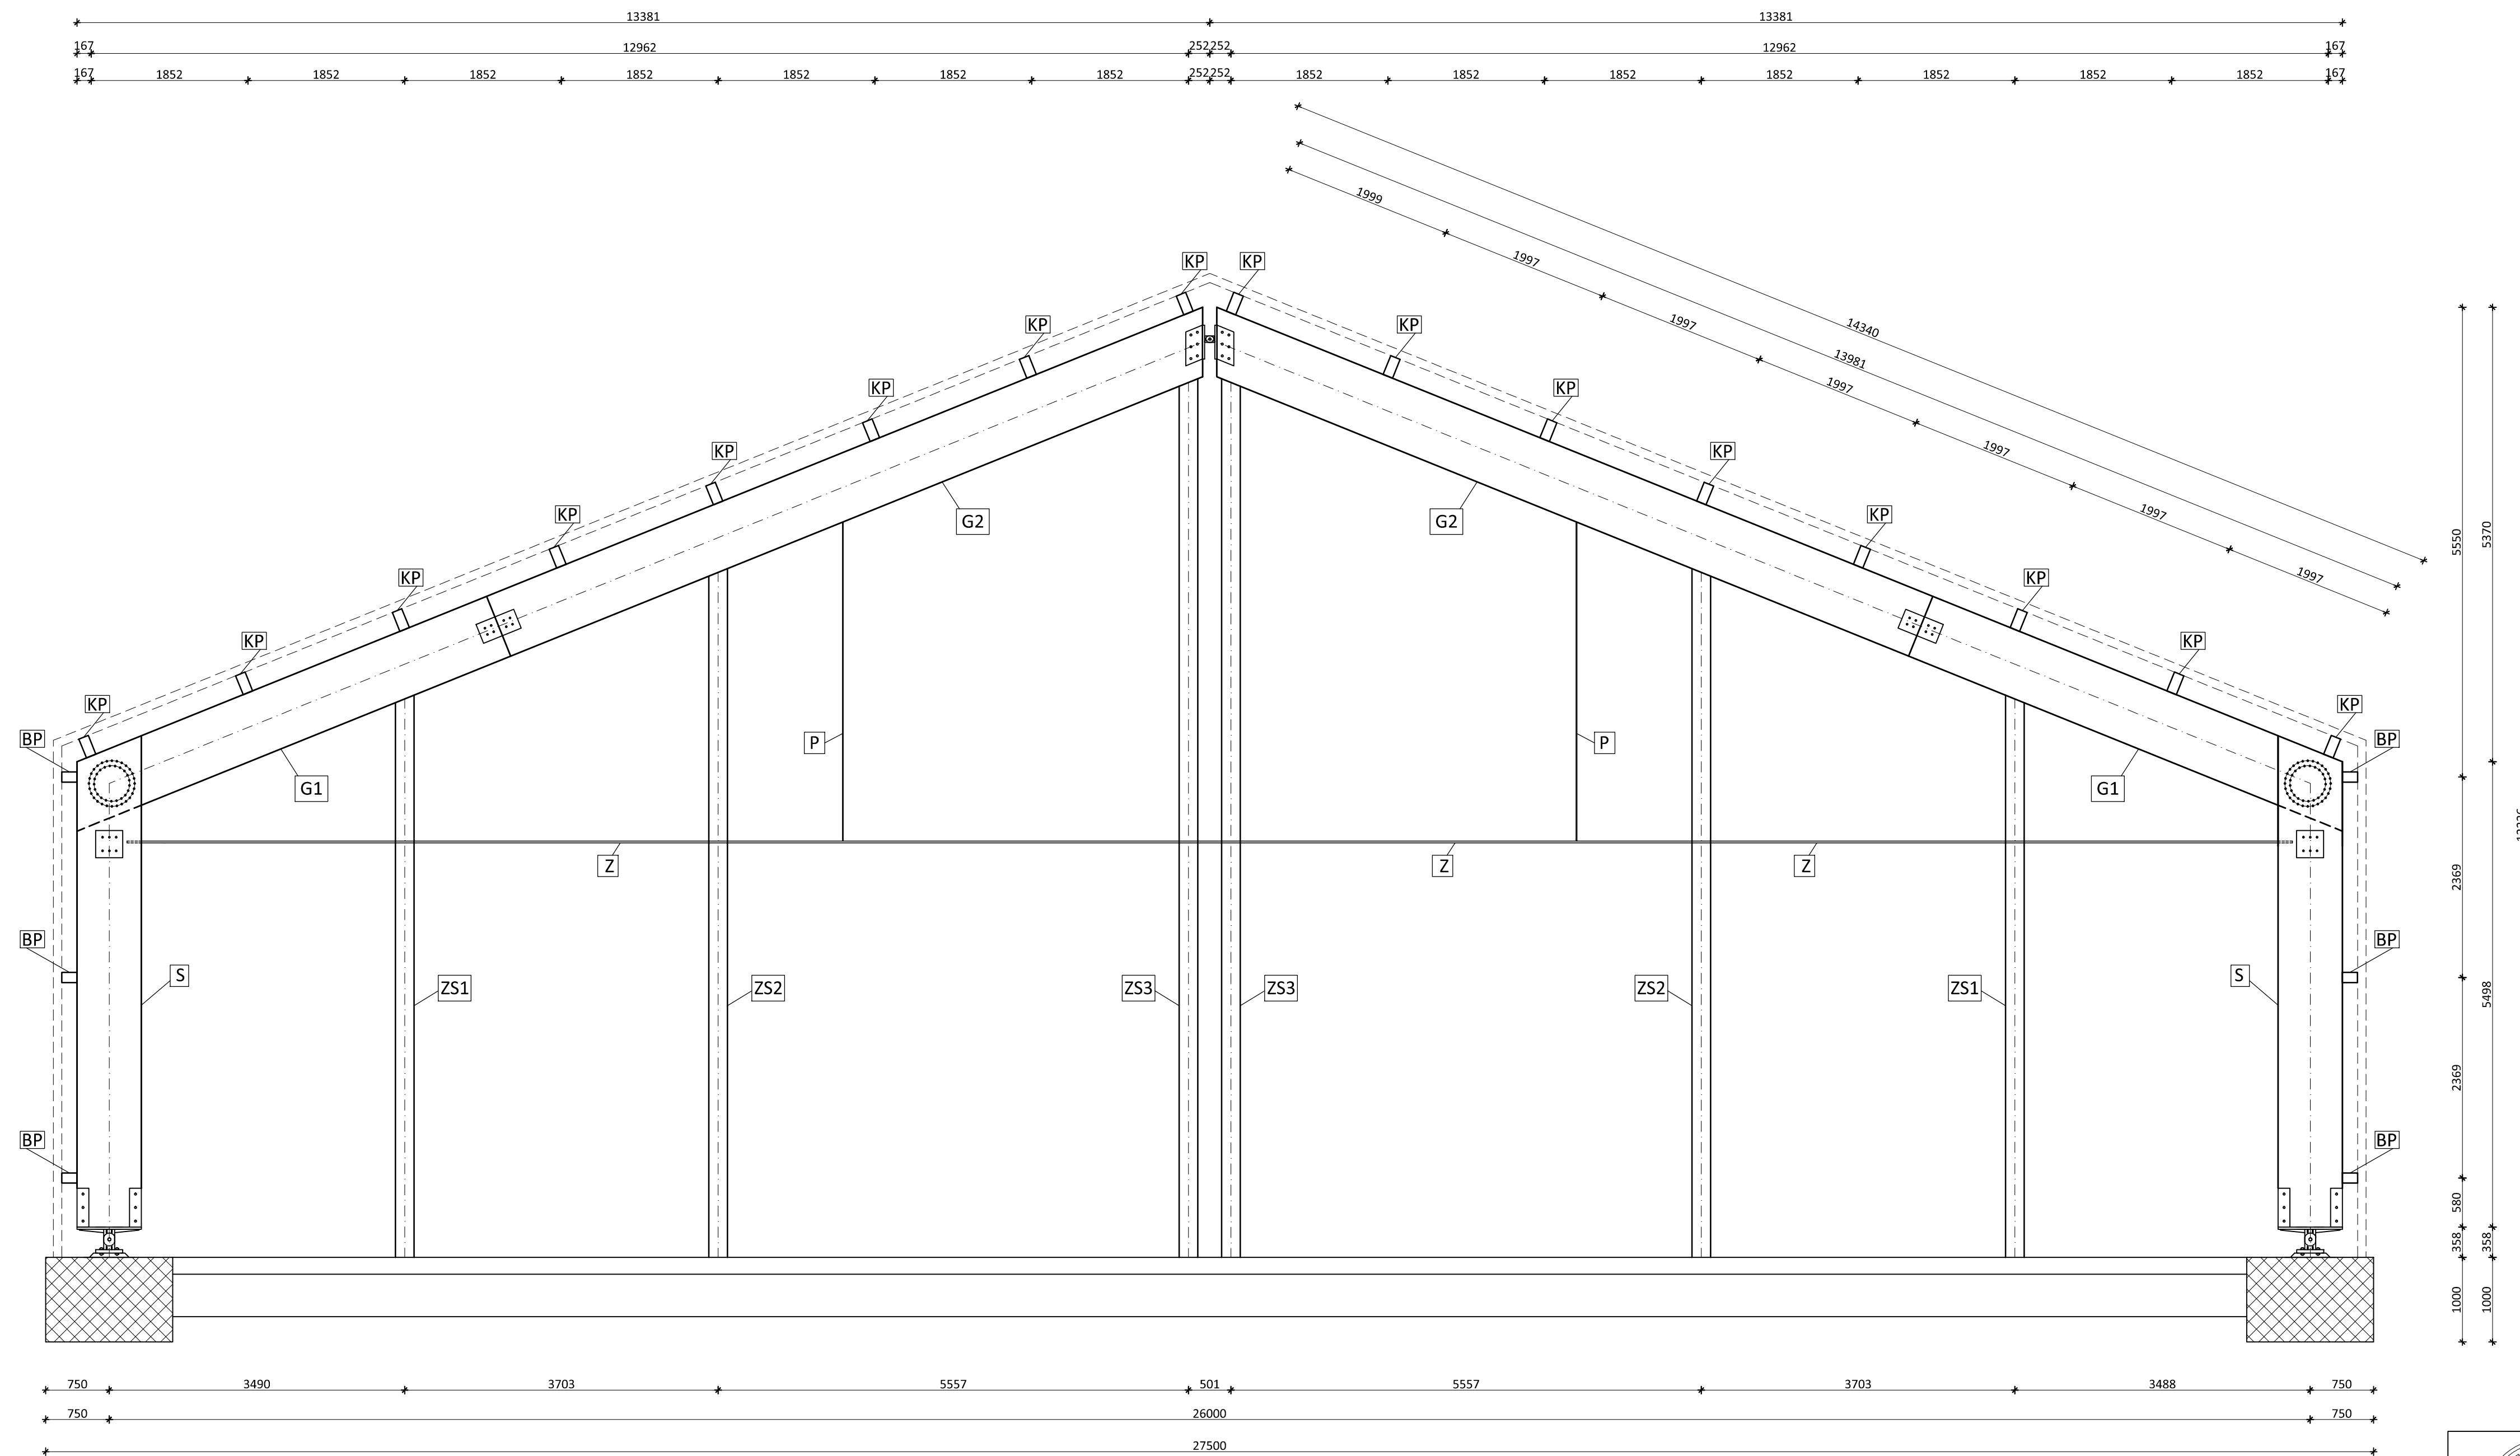 13381 13381
167 12962 252 252 12962 167
167 1852 1852 1852 1852 1852 1852 1852 252 252 1852 1852 1852 1852 1852 1852 1852 167
1999 1997 1997 1997 1997 1997 1997
14340
13981
KP KP
KP KP
KP KP
KP KP
KP KP
KP KP
KP KP
KP KP
G2 G2
BP BP
P P
G1 G1
Z Z Z
BP BP
S S
ZS1 ZS2 ZS3 ZS3 ZS2 ZS1
BP BP
5550 2369 2369 580 358 1000
5370 5498 358 1000
750 3490 3703 5557 501 5557 3703 3488 750
750 26000 750
27500